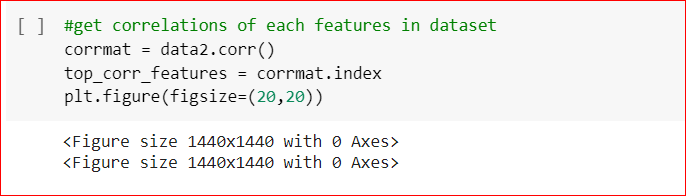 [ ] #get correlations of each features in dataset
corrmat = data2.corr()
top_corr_features = corrmat.index
plt.figure(figsize=(20,20))
<Figure size 1440x1440 with 0 Axes>
<Figure size 1440x1440 with 0 Axes>